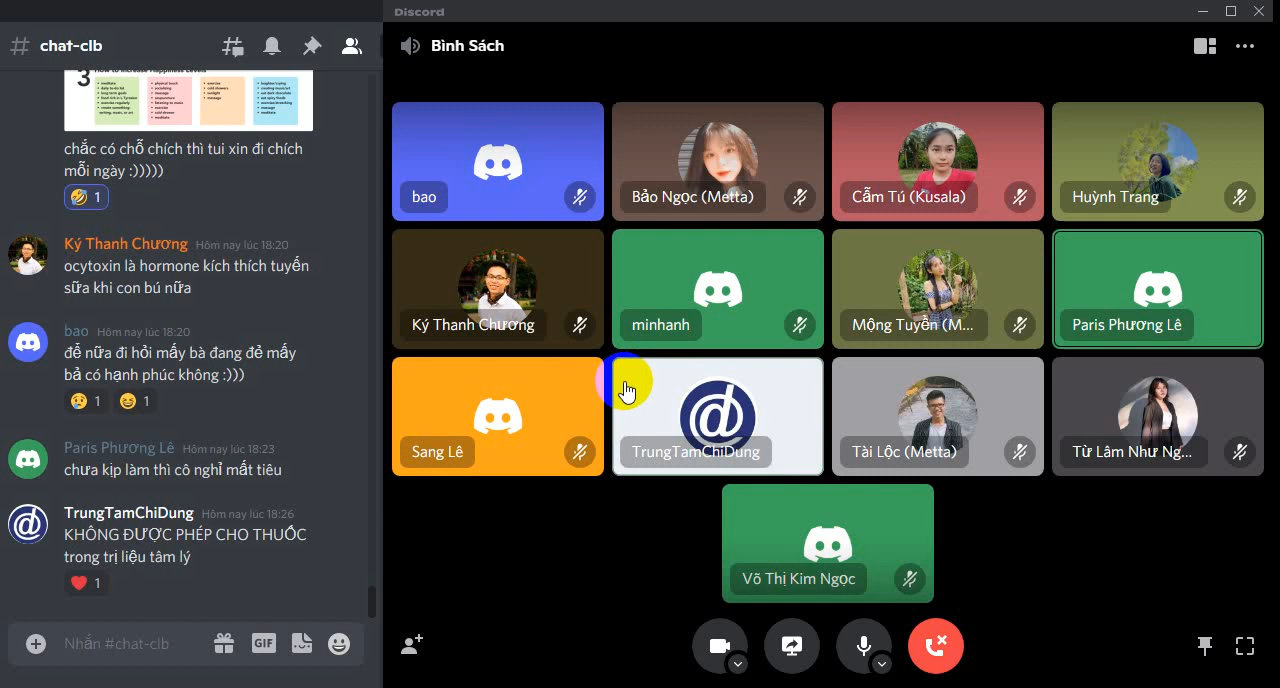 Discord
chat-clb
3 How to Increase Happiness Levels
chắc có chỗ chích thì tui xin đi chích
mỗi ngày :)))))
1
Ký Thanh Chương Hôm nay lúc 18:20
ocytoxin là hormone kích thích tuyến
sữa khi con bú nữa
bao Hôm nay lúc 18:20
để nữa đi hỏi mấy bà đang đẻ mấy
bả có hạnh phúc không :)))
1 1
Paris Phương Lê Hôm nay lúc 18:23
chưa kịp làm thì cô nghỉ mất tiêu
TrungTamChiDung Hôm nay lúc 18:26
KHÔNG ĐƯỢC PHÉP CHO THUỐC
trong trị liệu tâm lý
1
Nhắn #chat-clb
GIF
Bình Sách
bao
Bảo Ngọc (Metta)
Cẩm Tú (Kusala)
Huỳnh Trang
Ký Thanh Chương
minhanh
Mộng Tuyền (M...
Paris Phương Lê
Sang Lê
TrungTamChiDung
Tài Lộc (Metta)
Từ Lâm Như Ng...
Võ Thị Kim Ngọc